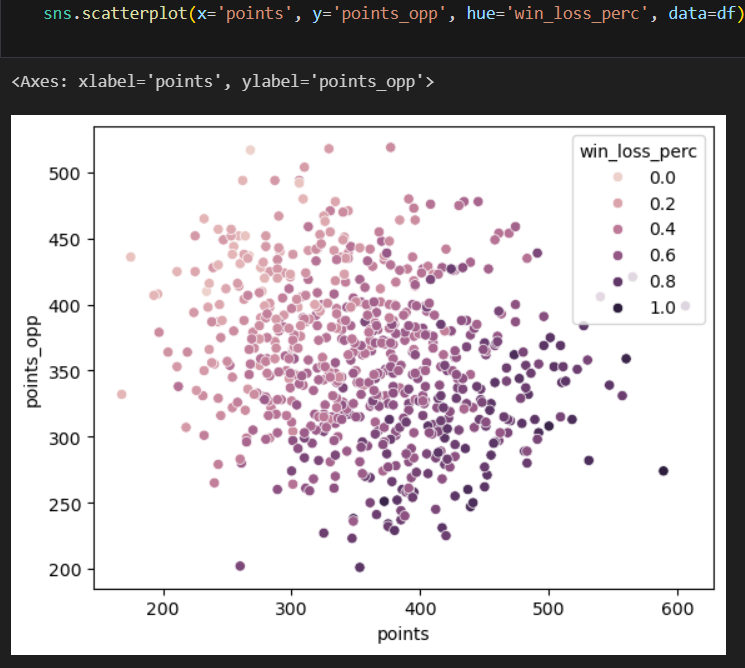 sns.scatterplot(x='points', y='points_opp', hue='win_loss_perc', data=df)
<Axes: xlabel='points', ylabel='points_opp'>
win_loss_perc
0.0
0.2
0.4
0.6
0.8
1.0
500
450
400
350
300
250
200
points_opp
200 300 400 500 600
points